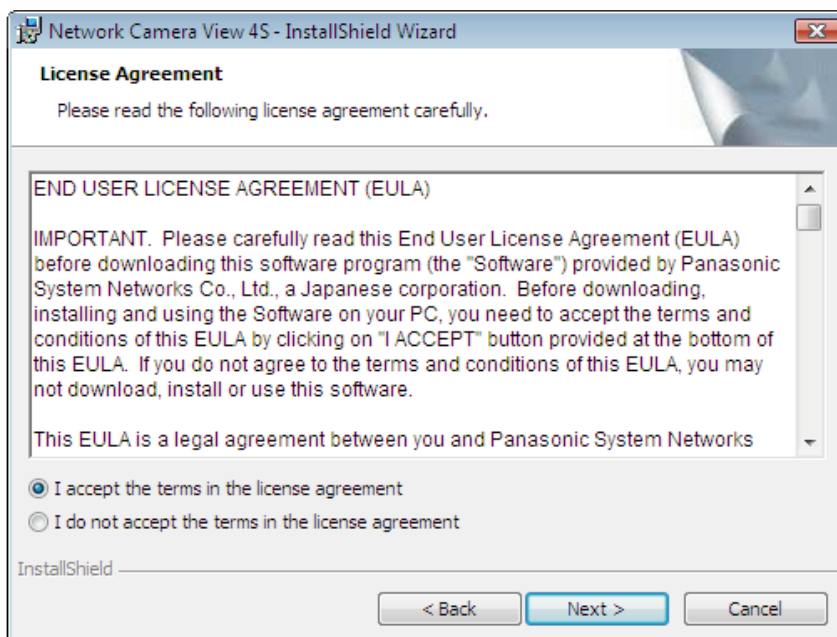 Network Camera View 4S - InstallShield Wizard
License Agreement
Please read the following license agreement carefully.
END USER LICENSE AGREEMENT (EULA)
IMPORTANT.  Please carefully read this End User License Agreement (EULA)
before downloading this software program (the "Software") provided by Panasonic
System Networks Co., Ltd., a Japanese corporation.  Before downloading,
installing and using the Software on your PC, you need to accept the terms and
conditions of this EULA by clicking on "I ACCEPT" button provided at the bottom of
this EULA.  If you do not agree to the terms and conditions of this EULA, you may
not download, install or use this software.
This EULA is a legal agreement between you and Panasonic System Networks
I accept the terms in the license agreement
I do not accept the terms in the license agreement
InstallShield
< Back
Next >
Cancel